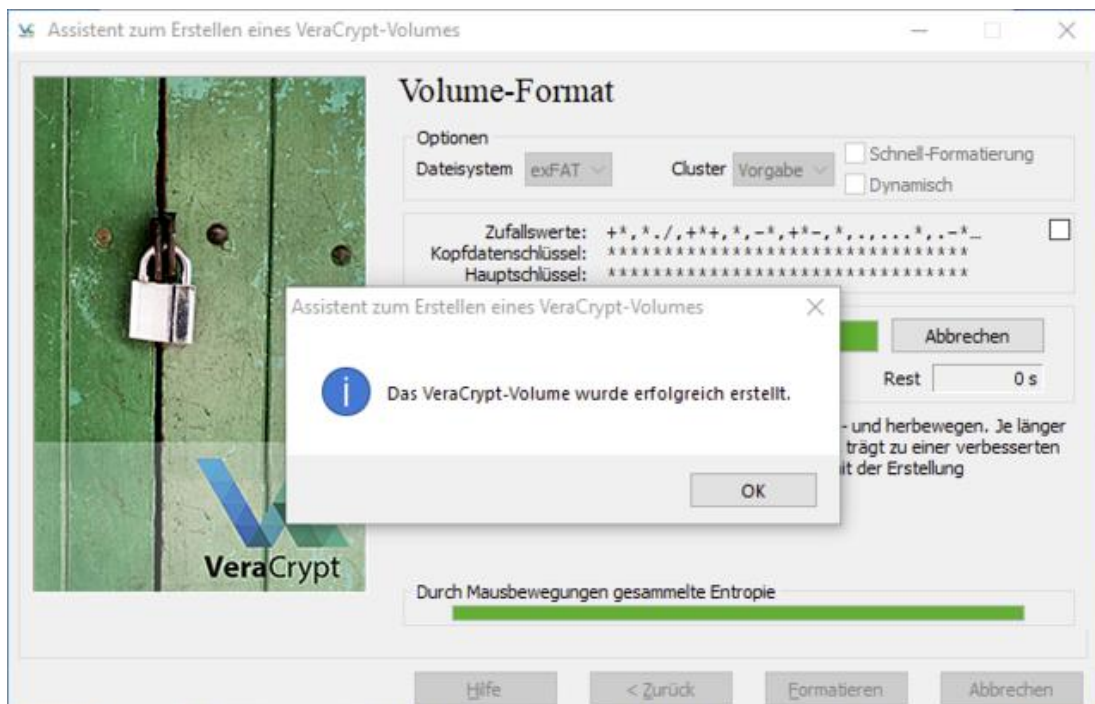 Assistent zum Erstellen eines VeraCrypt-Volumes
Volume-Format
Optionen
Dateisystem exFAT Cluster Vorgabe Schnell-Formatierung
Dynamisch
Zufallswerte: +*,*./,+*+,*,-*,+*-,*,.,...*,.-*…
Kopfdatenschlüssel: ********************************
Hauptschlüssel: ********************************
Assistent zum Erstellen eines VeraCrypt-Volumes
Das VeraCrypt-Volume wurde erfolgreich erstellt.
OK
Abbrechen
Rest 0 s
- und herbewegen. Je länger
trägt zu einer verbesserten
it der Erstellung
VeraCrypt
Durch Mausbewegungen gesammelte Entropie
Hilfe < Zurück Formatieren Abbrechen